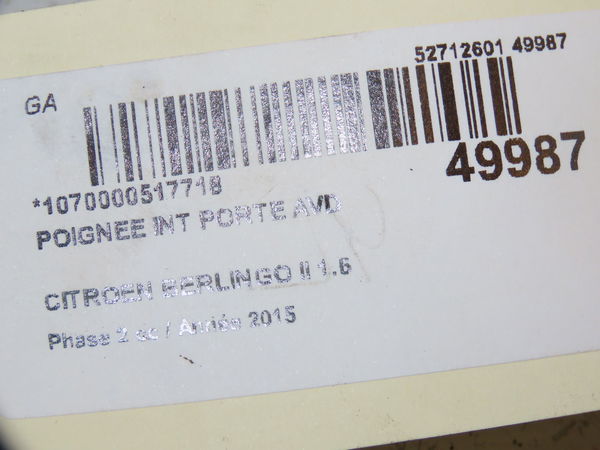 52712601 49987
GA
49987
*1070000517718
POIGNEE INT PORTE AVD
CITROEN BERLINGO II 1.6
Phase 2 cc / Année 2015